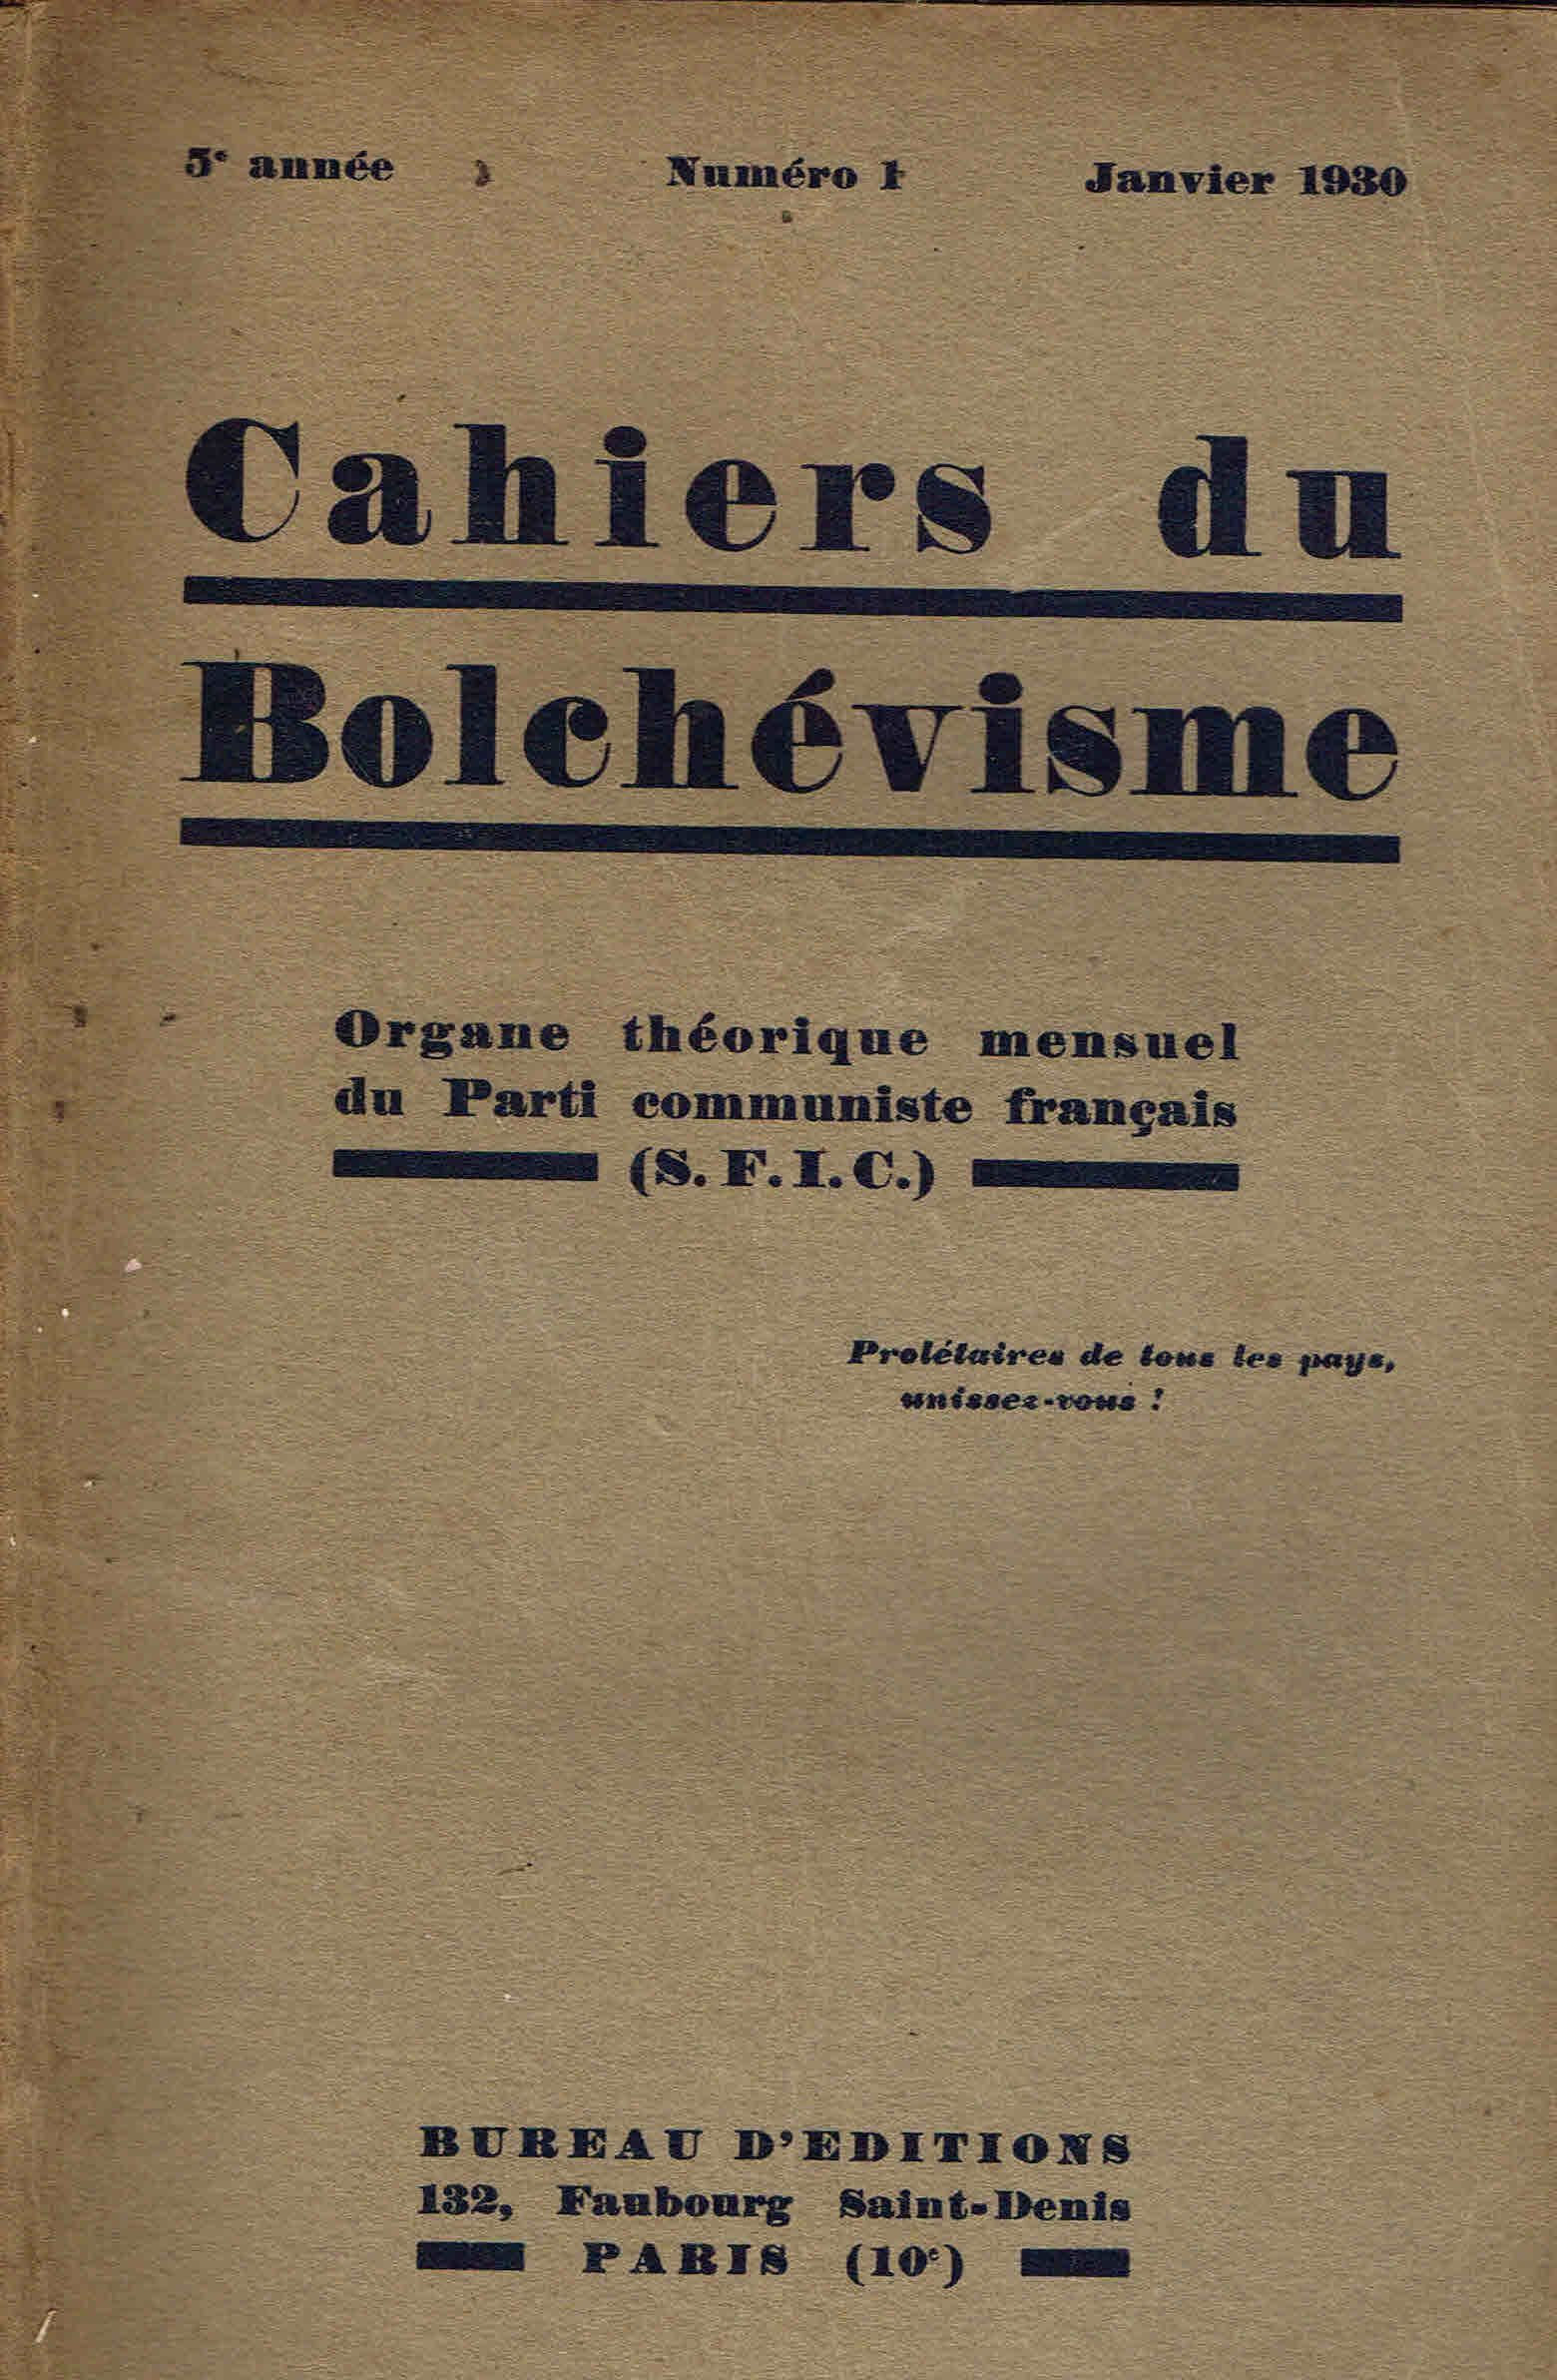 5e année Numéro 1 Janvier 1930
Cahiers du
Bolchévisme
Organe théorique mensuel
du Parti communiste français
(S.F.I.C.)
Prolétaires de tous les pays,
unissez-vous !
BUREAU D'EDITIONS
132, Faubourg Saint-Denis
PARIS (10e)